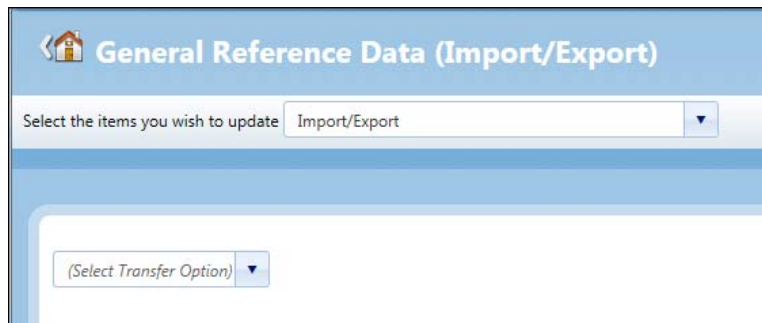 General Reference Data (Import/Export)
Select the items you wish to update Import/Export
(Select Transfer Option)